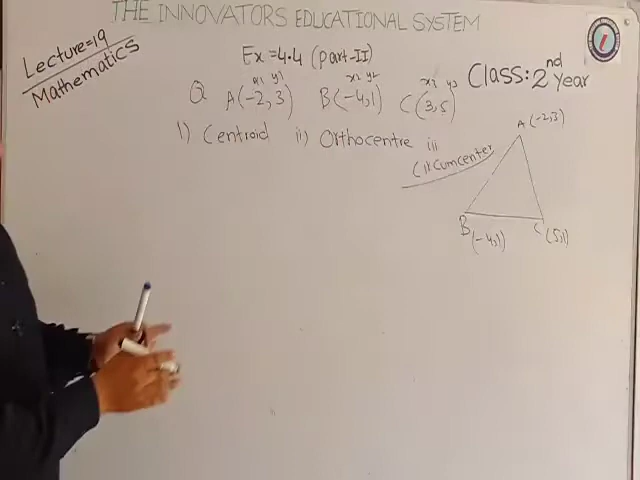 THE INNOVATORS EDUCATIONAL SYSTEM
Lecture=19
Mathematics
Ex=4.4 (part-II)
Class: 2nd year
x1 y1 x2 y2 x3 y3
Q A(-2,3) B(-4,1) C(3,5)
i) Centroid ii) Orthocentre iii
Circumcenter
A(-2,3)
B(-4,1)
C(5,1)